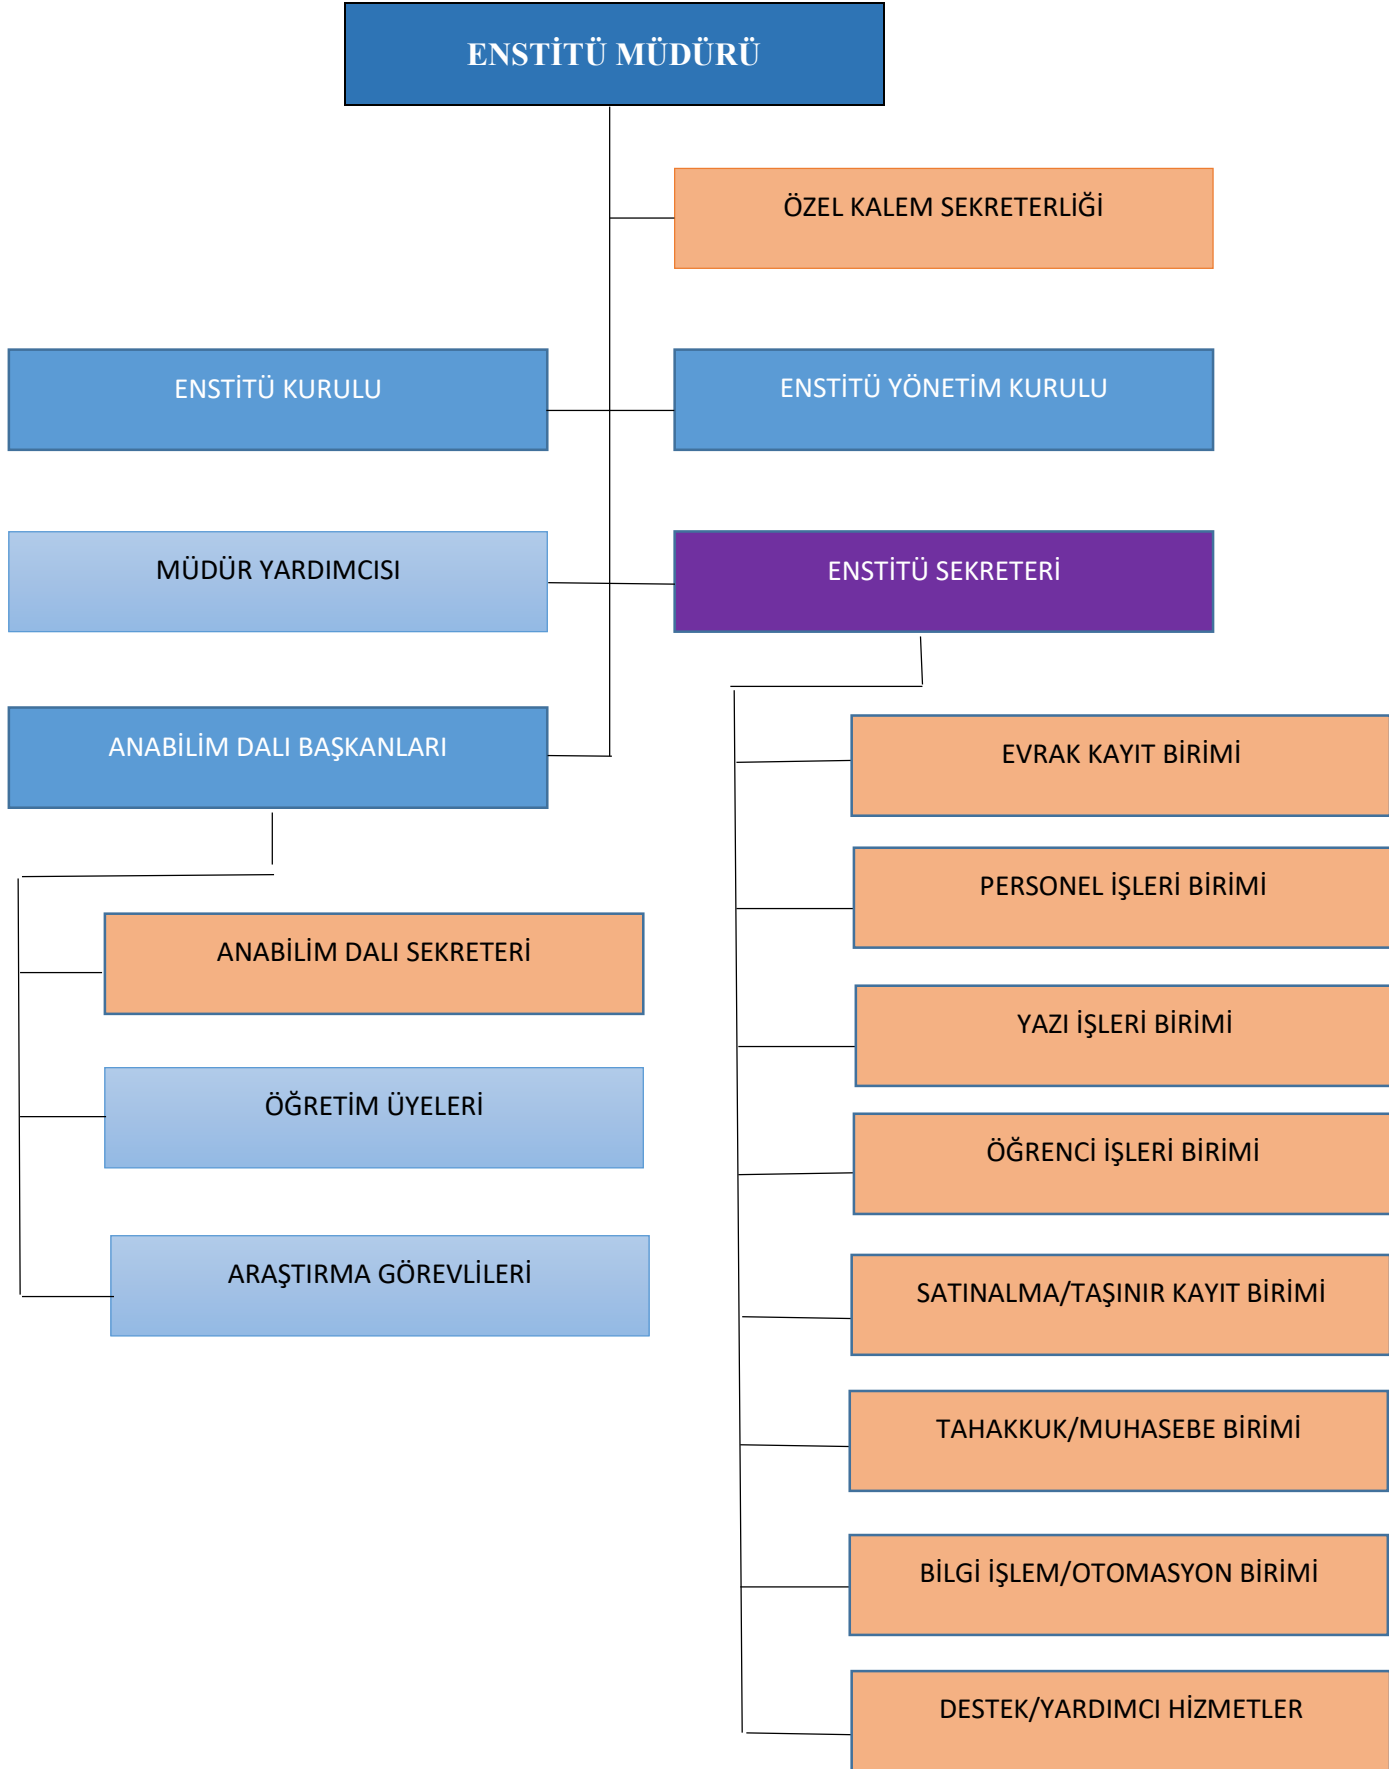 ENSTİTÜ MÜDÜRÜ
ÖZEL KALEM SEKRETERLİĞİ
ENSTİTÜ KURULU
ENSTİTÜ YÖNETİM KURULU
MÜDÜR YARDIMCISI
ENSTİTÜ SEKRETERİ
ANABİLİM DALI BAŞKANLARI
EVRAK KAYIT BİRİMİ
PERSONEL İŞLERİ BİRİMİ
ANABİLİM DALI SEKRETERİ
YAZI İŞLERİ BİRİMİ
ÖĞRETİM ÜYELERİ
ÖĞRENCİ İŞLERİ BİRİMİ
ARAŞTIRMA GÖREVLİLERİ
SATINALMA/TAŞINIR KAYIT BİRİMİ
TAHAKKUK/MUHASEBE BİRİMİ
BİLGİ İŞLEM/OTOMASYON BİRİMİ
DESTEK/YARDIMCI HİZMETLER